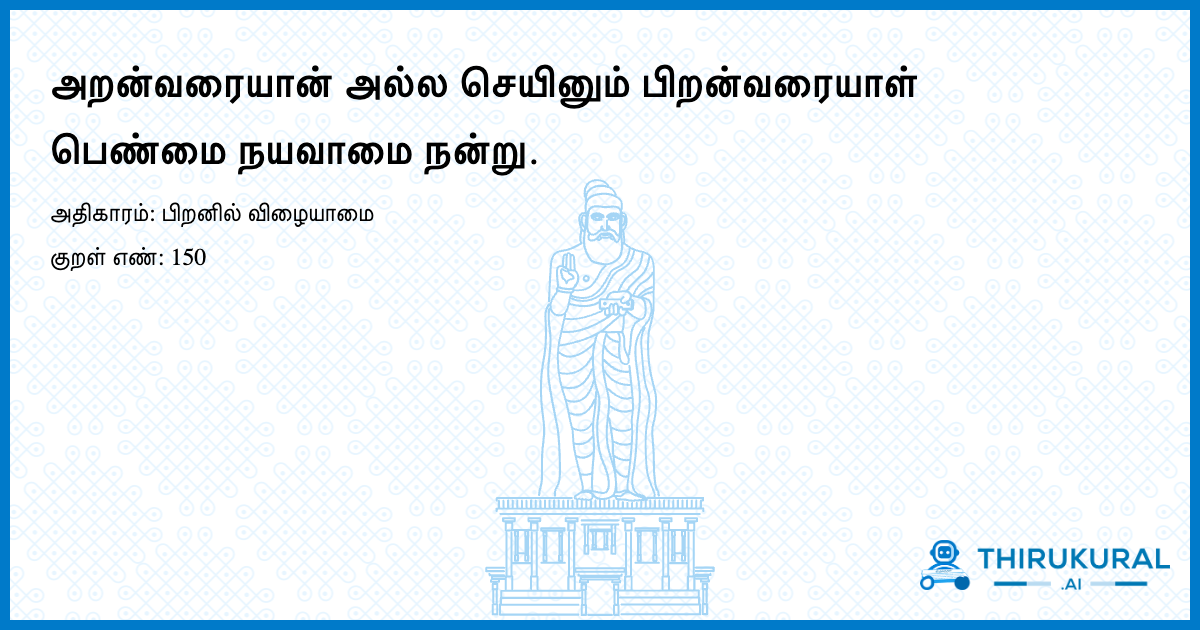 அறன்வரையான் அல்ல செயினும் பிறன்வரையாள்
பெண்மை நயவாமை நன்று.
அதிகாரம்: பிறனில் விழையாமை
குறள் எண்: 150
THIRUKURAL
.AI